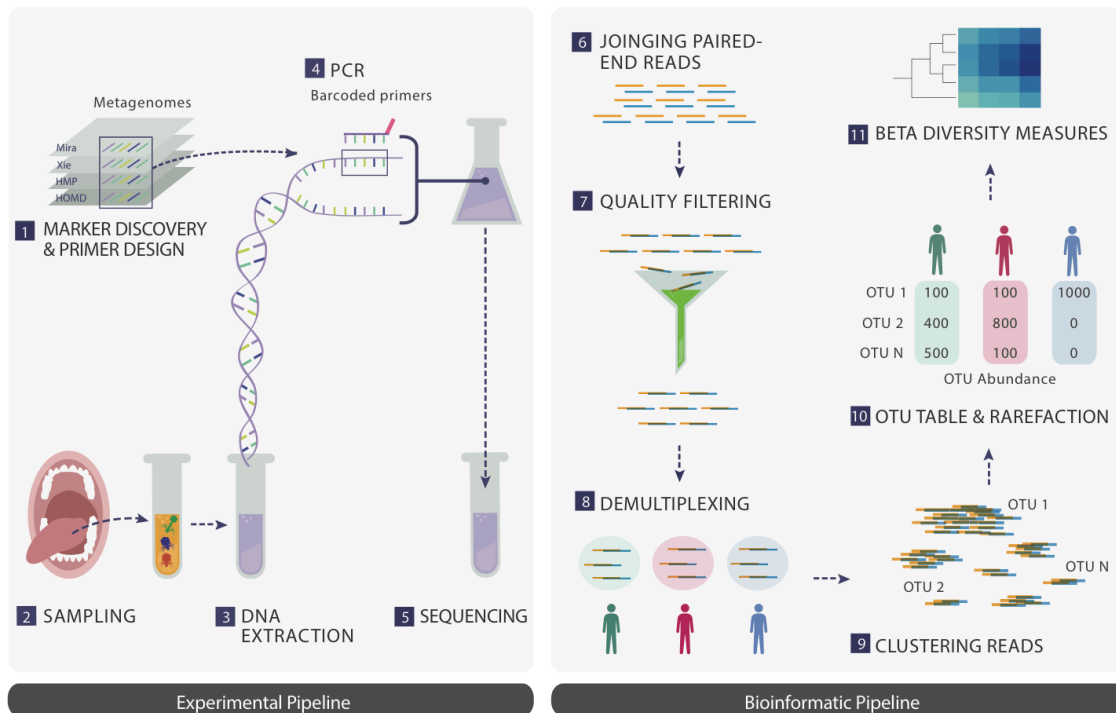 Metagenomes
Mira
Xie
HMP
HOMD
1 MARKER DISCOVERY
& PRIMER DESIGN
2 SAMPLING
3 DNA
EXTRACTION
4 PCR
Barcoded primers
5 SEQUENCING
Experimental Pipeline
6 JOINGING PAIRED-
END READS
7 QUALITY FILTERING
8 DEMULTIPLEXING
OTU 1
OTU N
OTU 2
9 CLUSTERING READS
OTU 1 100 100 1000
OTU 2 400 800 0
OTU N 500 100 0
OTU Abundance
10 OTU TABLE & RAREFACTION
11 BETA DIVERSITY MEASURES
Bioinformatic Pipeline